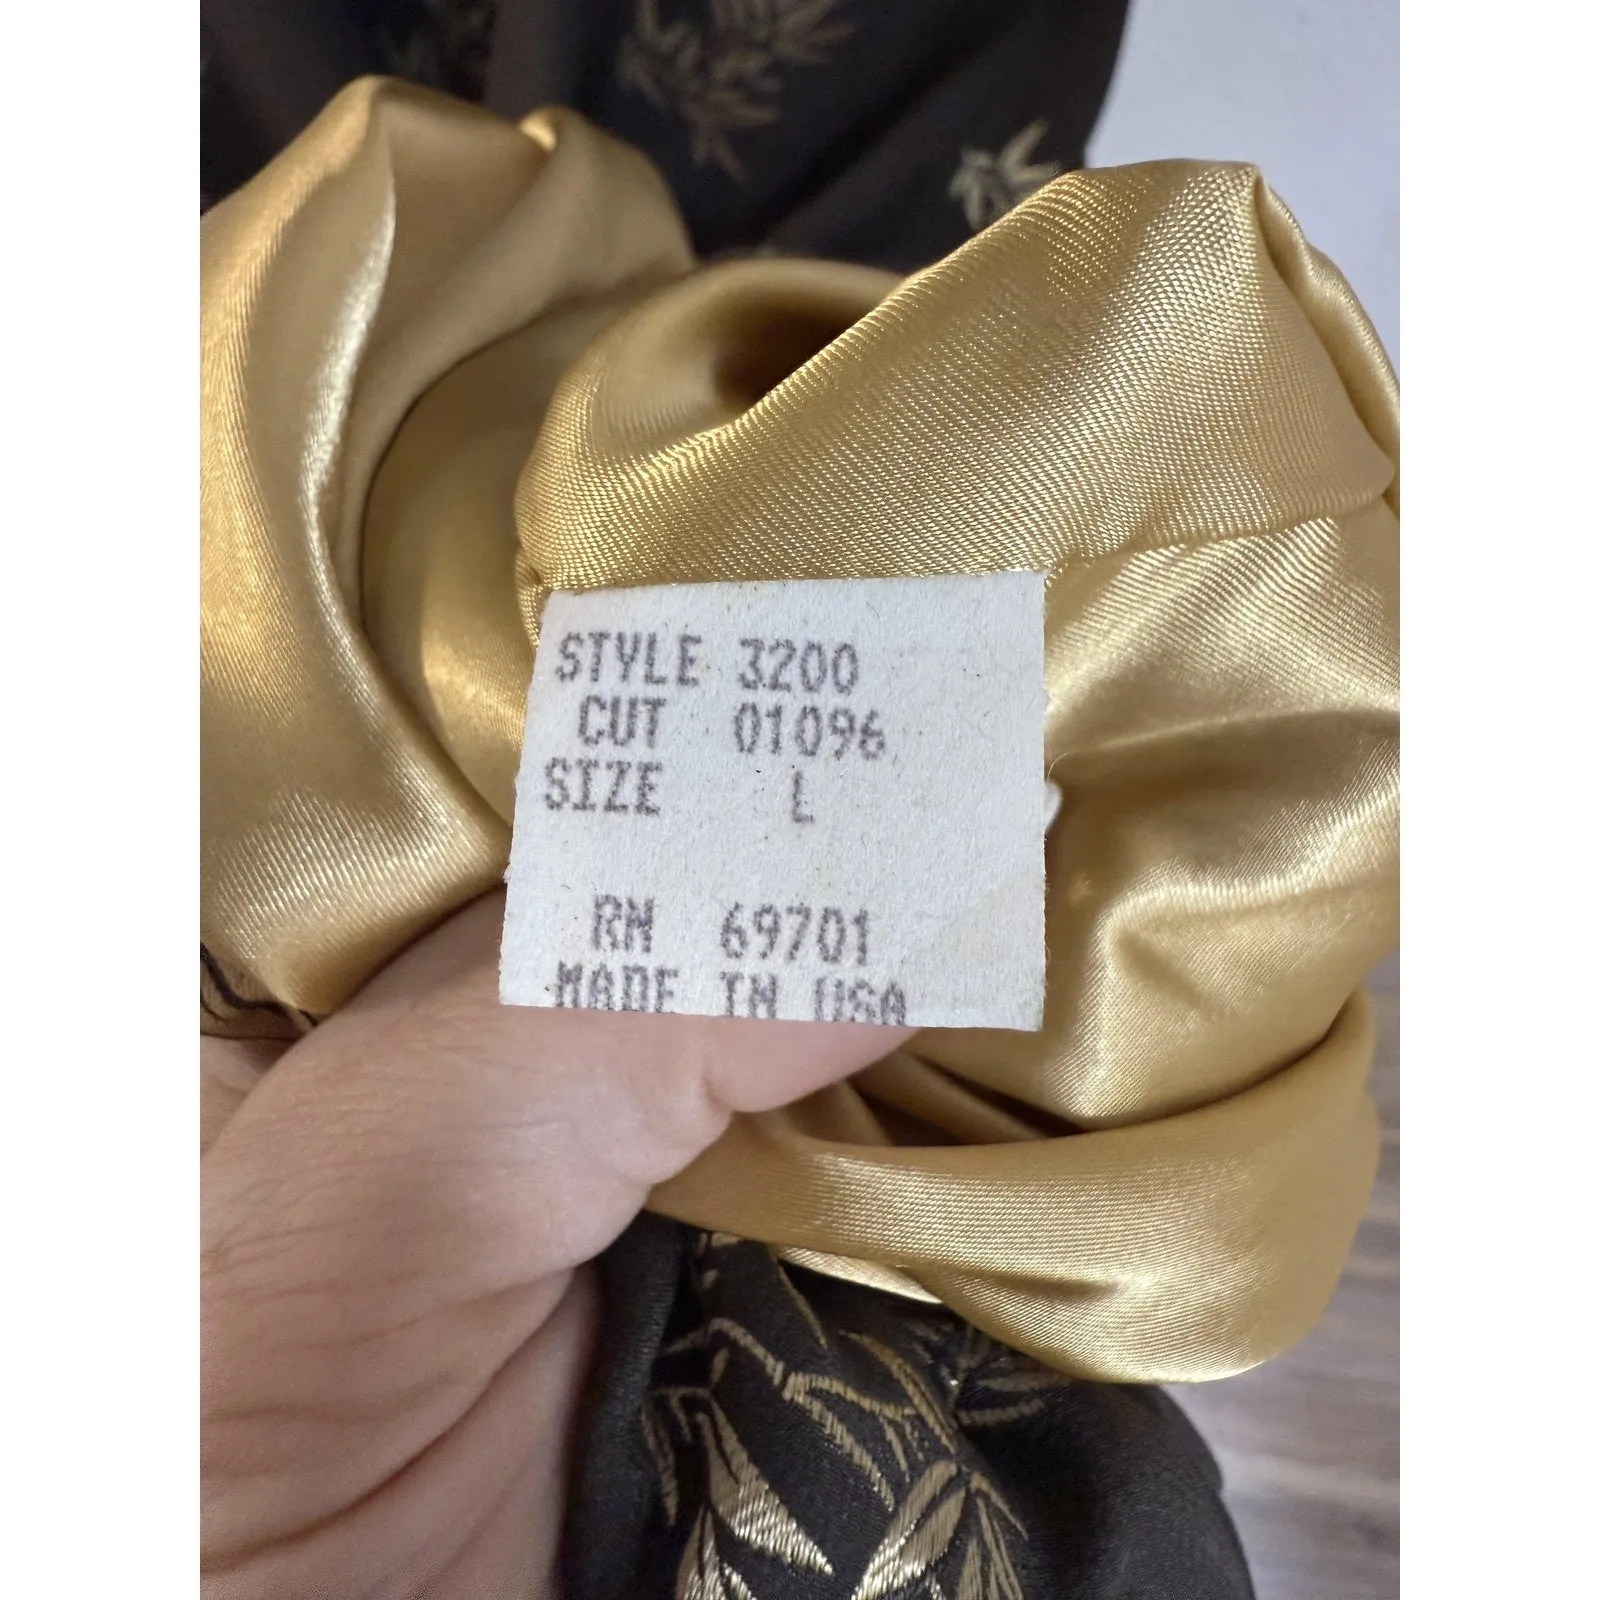 STYLE 3200
CUT 01096
SIZE L
RN 69701
MADE IN USA